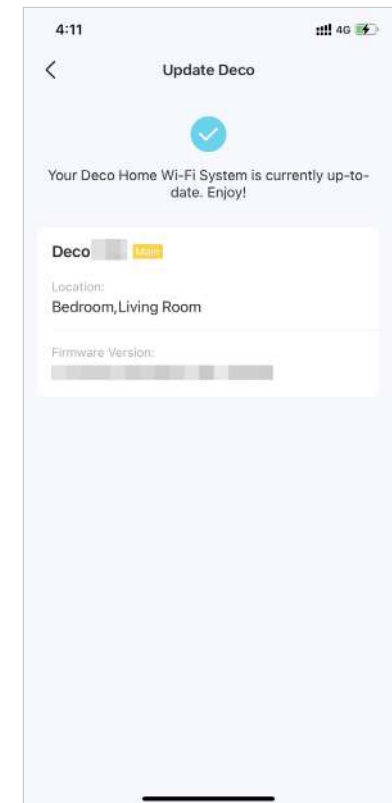 4:11
4G
Update Deco
Your Deco Home Wi-Fi System is currently up-to-
date. Enjoy!
Deco
Main
Location:
Bedroom,Living Room
Firmware Version: